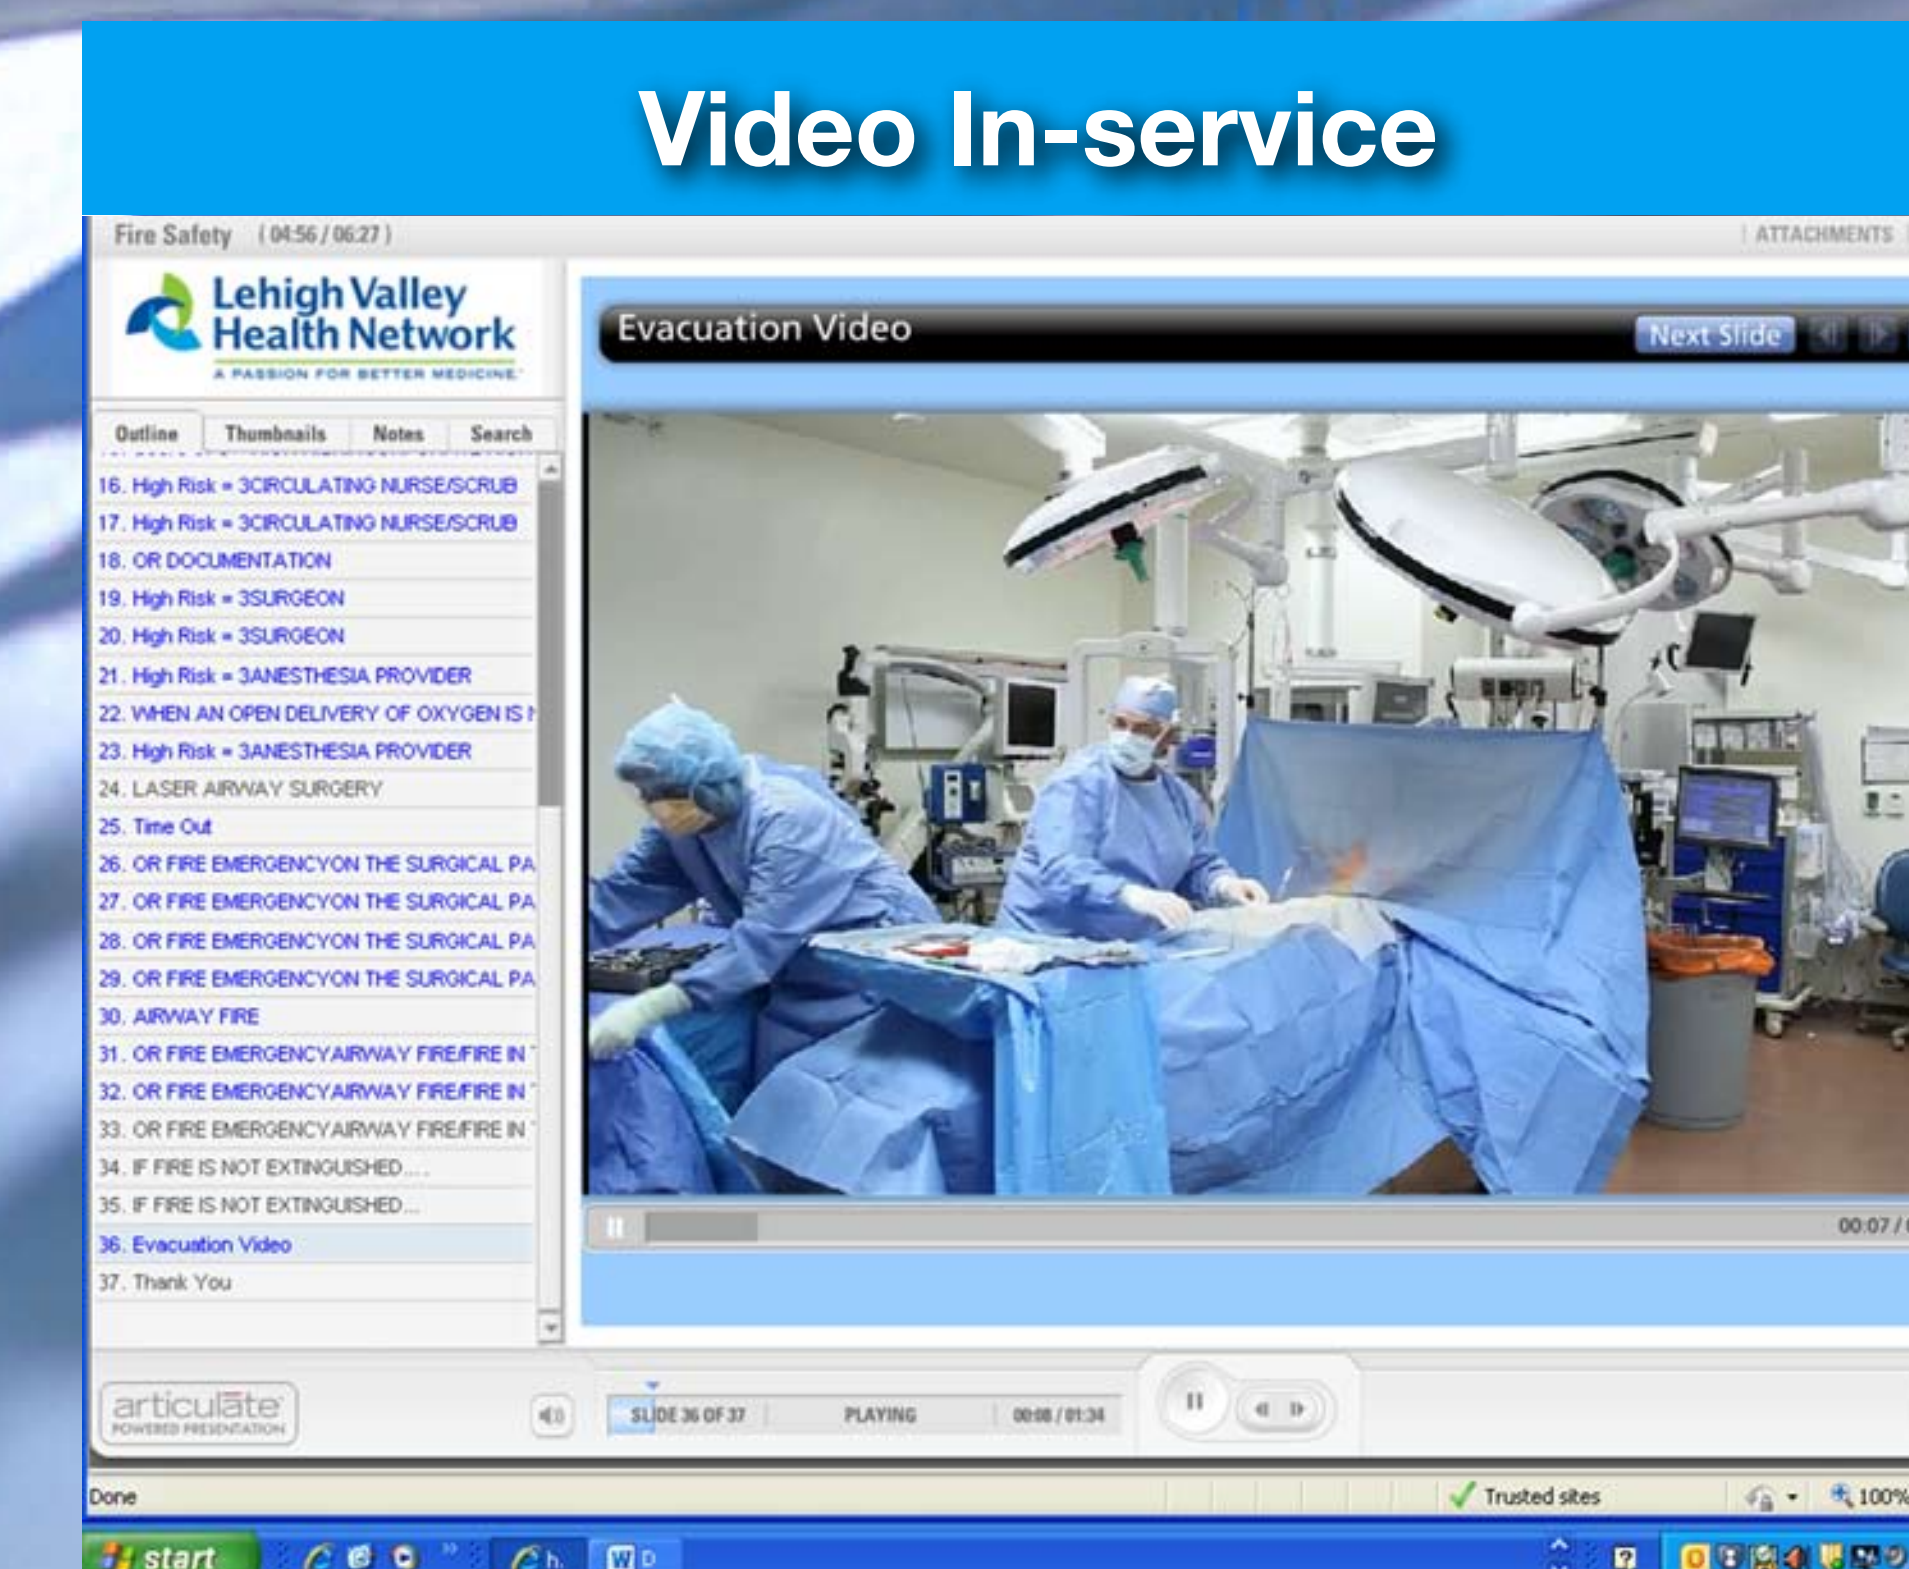 Video In-service
Fire Safety (04:56 / 06:27)
ATTACHMENTS
Lehigh Valley
Health Network
A PASSION FOR BETTER MEDICINE.
Evacuation Video
Next Slide
Outline Thumbnails Notes Search
16. High Risk = 3CIRCULATING NURSE/SCRUB
17. High Risk = 3CIRCULATING NURSE/SCRUB
18. OR DOCUMENTATION
19. High Risk = 3SURGEON
20. High Risk = 3SURGEON
21. High Risk = 3ANESTHESIA PROVIDER
22. WHEN AN OPEN DELIVERY OF OXYGEN IS
23. High Risk = 3ANESTHESIA PROVIDER
24. LASER AIRWAY SURGERY
25. Time Out
26. OR FIRE EMERGENCYON THE SURGICAL PA
27. OR FIRE EMERGENCYON THE SURGICAL PA
28. OR FIRE EMERGENCYON THE SURGICAL PA
29. OR FIRE EMERGENCYON THE SURGICAL PA
30. AIRWAY FIRE
31. OR FIRE EMERGENCYAIRWAY FIRE/FIRE IN
32. OR FIRE EMERGENCYAIRWAY FIRE/FIRE IN
33. OR FIRE EMERGENCYAIRWAY FIRE/FIRE IN
34. IF FIRE IS NOT EXTINGUISHED....
35. IF FIRE IS NOT EXTINGUISHED...
36. Evacuation Video
37. Thank You
00:07 /
articulate
POWERED PRESENTATION
SLIDE 36 OF 37 PLAYING 00:08 / 01:34
Done
Trusted sites
100%
start
h.
W D